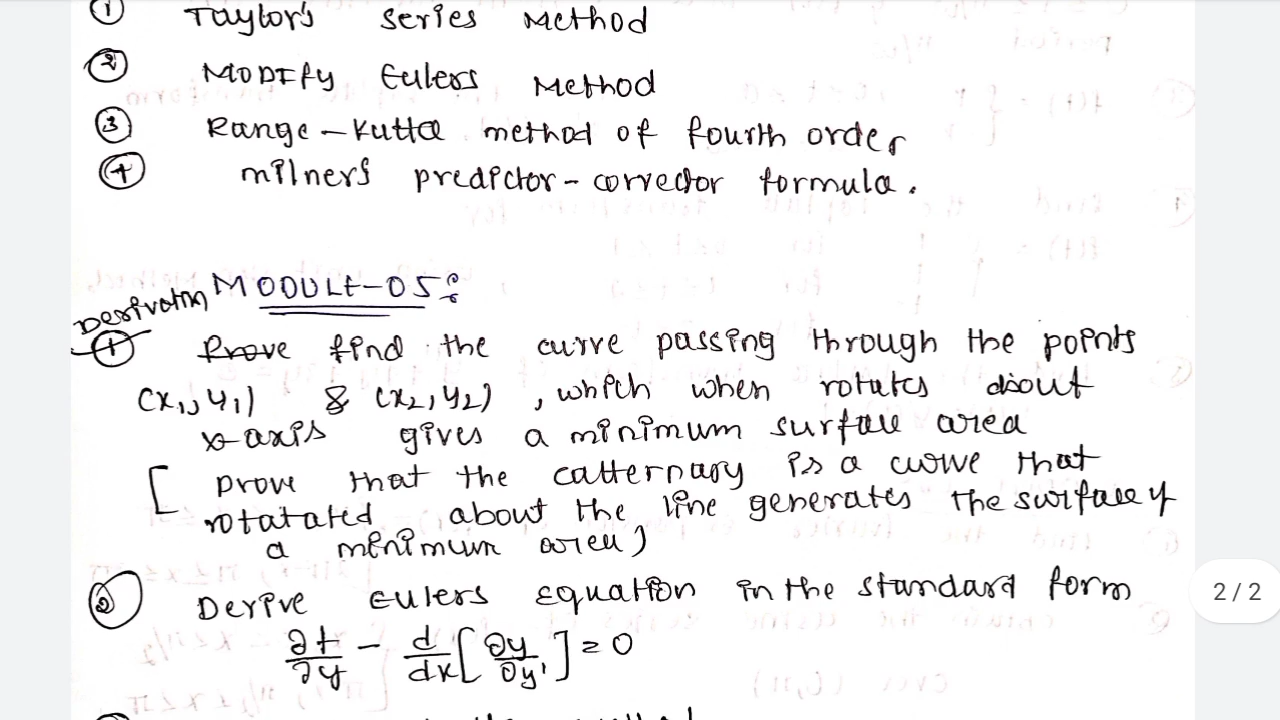 ① Taylor's series Method
② MODIfy Eulers Method
③ Range-Kutta method of fourth order
④ milner's predictor-corrector formula.
MODULE-05:
Derivation
① Prove find the curve passing through the points
(x₁, y₁) & (x₂, y₂), which when rotates about
x-axis gives a minimum surface area
[ prove that the catternary is a curve that
rotatated about the line generates the surface of
a minimum area)
② Derive Eulers Equation in the standard form
∂f/∂y - d/dx [∂y/∂y'] = 0
2/2